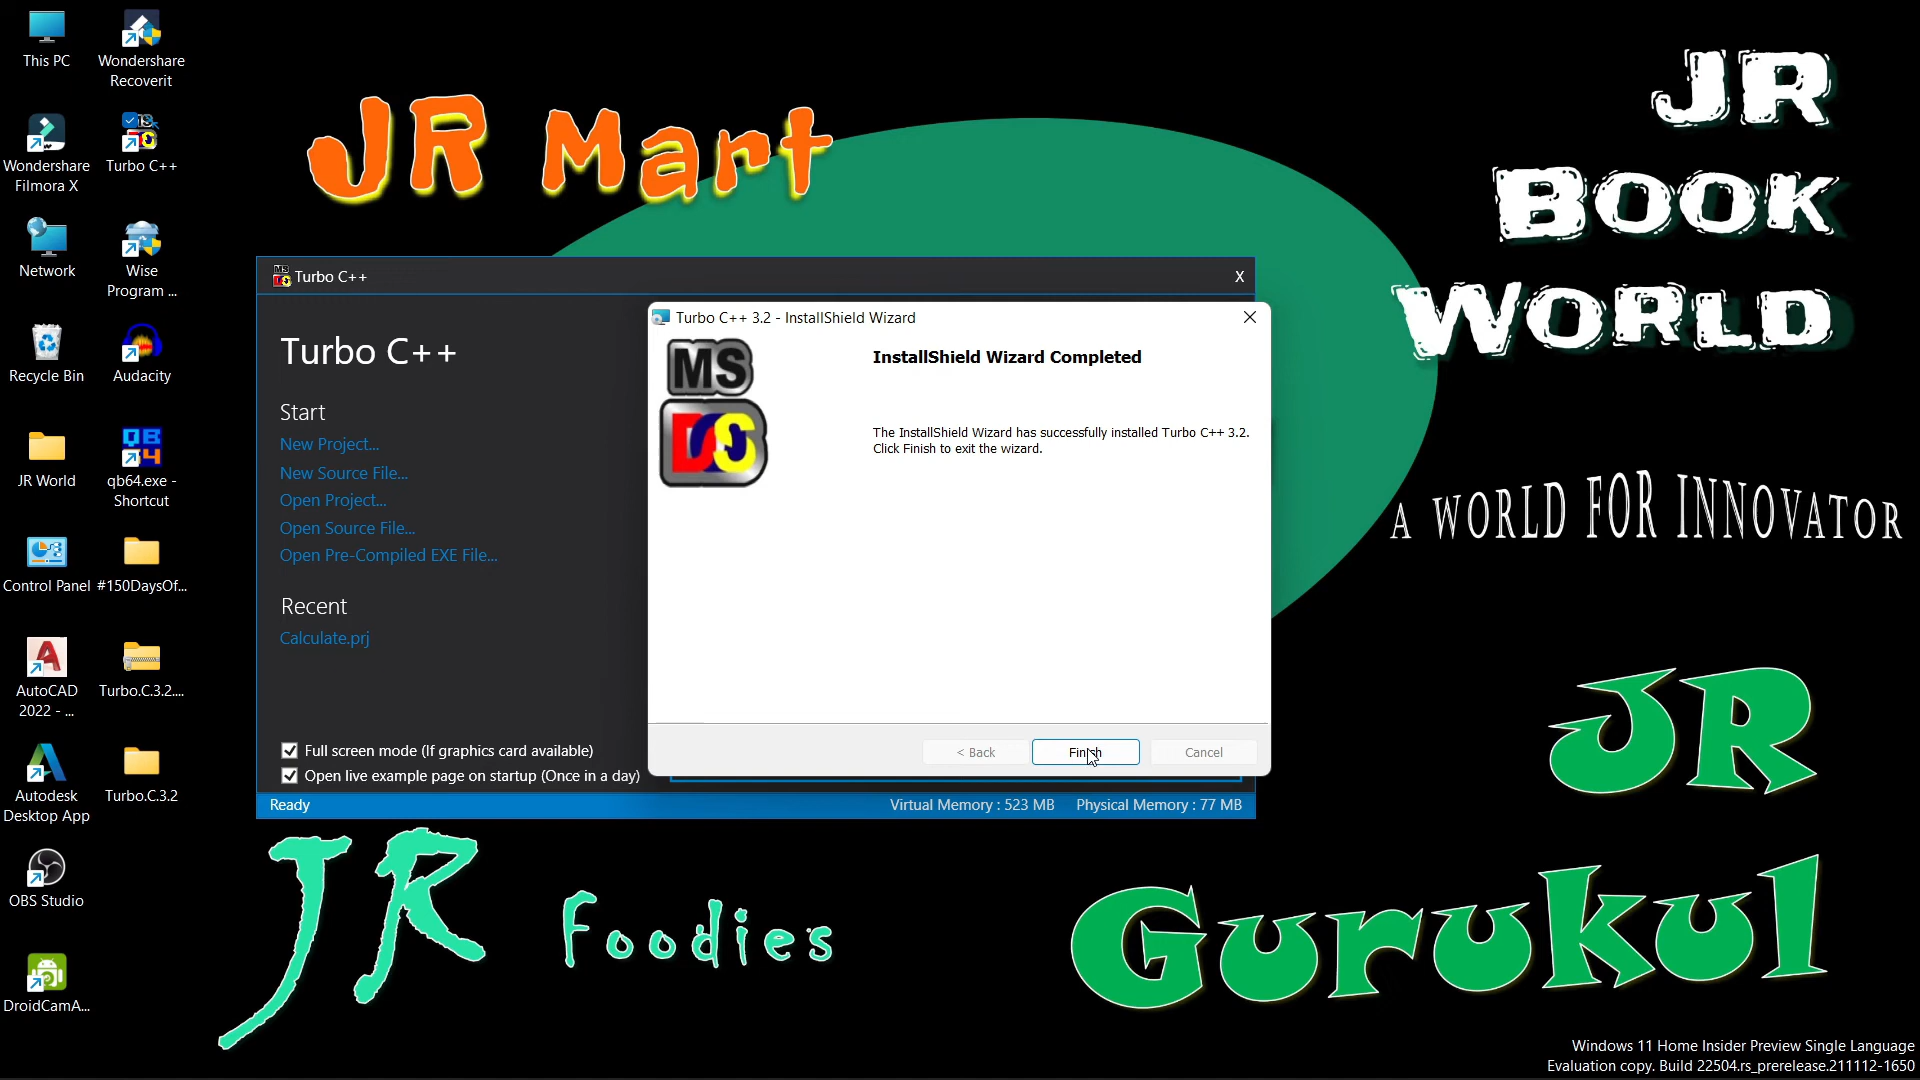 This PC
Wondershare
Recoverit
Wondershare
Filmora X
Turbo C++
Network
Wise
Program ...
Recycle Bin
Audacity
JR World
QB
64
qb64.exe -
Shortcut
Control Panel
#150DaysOf...
AutoCAD
2022 - ...
Turbo.C.3.2....
Autodesk
Desktop App
Turbo.C.3.2
OBS Studio
DroidCamA...
JR Mart
JR
BOOK
WORLD
A WORLD FOR INNOVATOR
JR
Gurukul
JR Foodies
Turbo C++
X
Turbo C++
Start
New Project...
New Source File...
Open Project...
Open Source File...
Open Pre-Compiled EXE File...
Recent
Calculate.prj
Full screen mode (If graphics card available)
Open live example page on startup (Once in a day)
Ready
Virtual Memory : 523 MB
Physical Memory : 77 MB
Turbo C++ 3.2 - InstallShield Wizard
MS
DOS
InstallShield Wizard Completed
The InstallShield Wizard has successfully installed Turbo C++ 3.2.
Click Finish to exit the wizard.
< Back
Finish
Cancel
Windows 11 Home Insider Preview Single Language
Evaluation copy. Build 22504.rs_prerelease.211112-1650